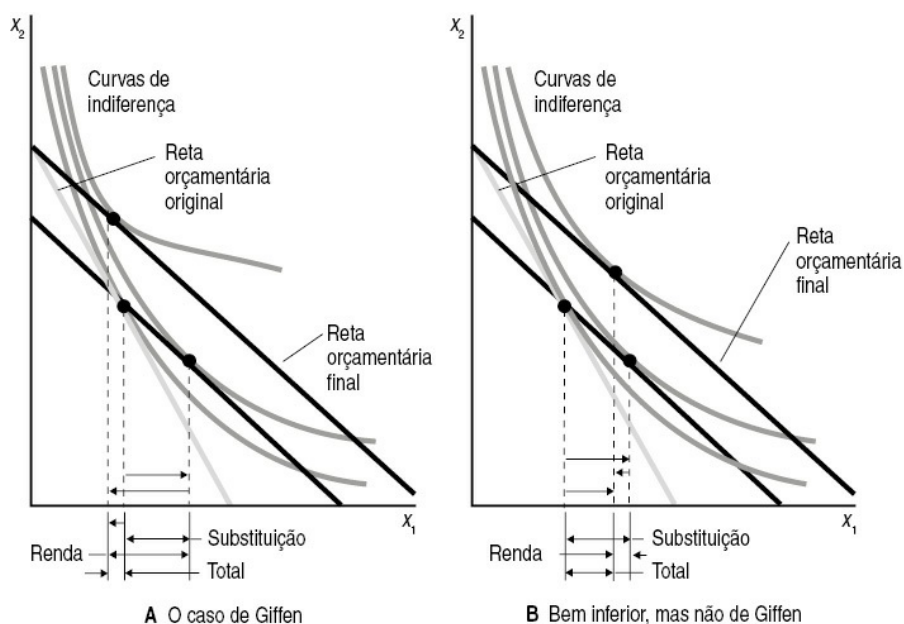 x2
Curvas de
indiferença
Reta
orçamentária
original
Reta
orçamentária
final
x1
Substituição
Renda
Total
A O caso de Giffen
x2
Curvas de
indiferença
Reta
orçamentária
original
Reta
orçamentária
final
x1
Substituição
Renda
Total
B Bem inferior, mas não de Giffen